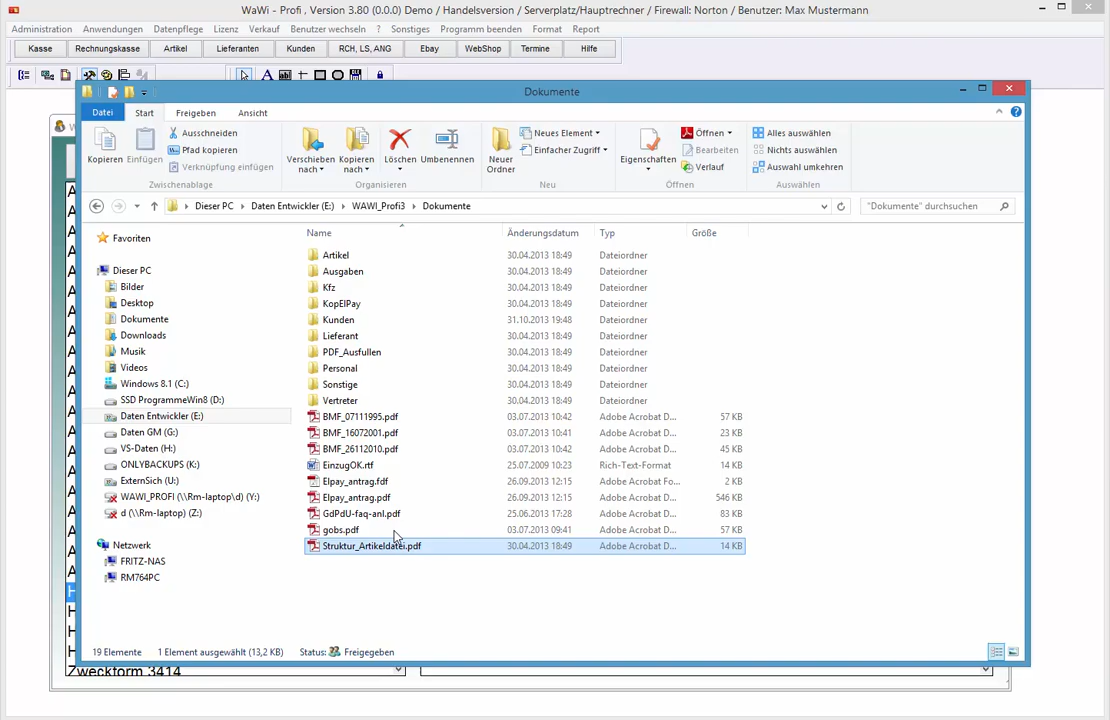 WaWi - Profi , Version 3.80 (0.0.0) Demo / Handelsversion / Serverplatz/Hauptrechner / Firewall: Norton / Benutzer: Max Mustermann
Administration Anwendungen Datenpflege Lizenz Verkauf Benutzer wechseln ? Sonstiges Programm beenden Format Report
Kasse Rechnungskasse Artikel Lieferanten Kunden RCH, LS, ANG Ebay WebShop Termine Hilfe
Dokumente
Datei Start Freigeben Ansicht
Kopieren Einfügen Ausschneiden Pfad kopieren Verknüpfung einfügen
Verschieben nach Kopieren nach Löschen Umbenennen
Neuer Ordner Neues Element Einfacher Zugriff
Eigenschaften Öffnen Bearbeiten Verlauf
Alles auswählen Nichts auswählen Auswahl umkehren
Zwischenablage Organisieren Neu Öffnen Auswählen
Dieser PC Daten Entwickler (E:) WAWI_Profi3 Dokumente "Dokumente" durchsuchen
Favoriten
Dieser PC
Bilder
Desktop
Dokumente
Downloads
Musik
Videos
Windows 8.1 (C:)
SSD ProgrammeWin8 (D:)
Daten Entwickler (E:)
Daten GM (G:)
VS-Daten (H:)
ONLYBACKUPS (K:)
ExternSich (U:)
WAWI_PROFI (\\Rm-laptop\d) (Y:)
d (\\Rm-laptop) (Z:)
Netzwerk
FRITZ-NAS
RM764PC
Name Änderungsdatum Typ Größe
Artikel 30.04.2013 18:49 Dateiordner
Ausgaben 30.04.2013 18:49 Dateiordner
Kfz 30.04.2013 18:49 Dateiordner
KopElPay 30.04.2013 18:49 Dateiordner
Kunden 31.10.2013 19:48 Dateiordner
Lieferant 30.04.2013 18:49 Dateiordner
PDF_Ausfullen 30.04.2013 18:49 Dateiordner
Personal 30.04.2013 18:49 Dateiordner
Sonstige 30.04.2013 18:49 Dateiordner
Vertreter 30.04.2013 18:49 Dateiordner
BMF_07111995.pdf 03.07.2013 10:42 Adobe Acrobat D... 57 KB
BMF_16072001.pdf 03.07.2013 10:41 Adobe Acrobat D... 23 KB
BMF_26112010.pdf 03.07.2013 10:42 Adobe Acrobat D... 45 KB
EinzugOK.rtf 25.07.2009 10:23 Rich-Text-Format 14 KB
Elpay_antrag.fdf 26.09.2013 12:15 Adobe Acrobat Fo... 2 KB
Elpay_antrag.pdf 26.09.2013 12:15 Adobe Acrobat D... 546 KB
GdPdU-faq-anl.pdf 25.06.2013 17:28 Adobe Acrobat D... 83 KB
gobs.pdf 03.07.2013 09:41 Adobe Acrobat D... 57 KB
Struktur_Artikeldatei.pdf 30.04.2013 18:49 Adobe Acrobat D... 14 KB
19 Elemente 1 Element ausgewählt (13,2 KB) Status: Freigegeben
Zweckform 3414